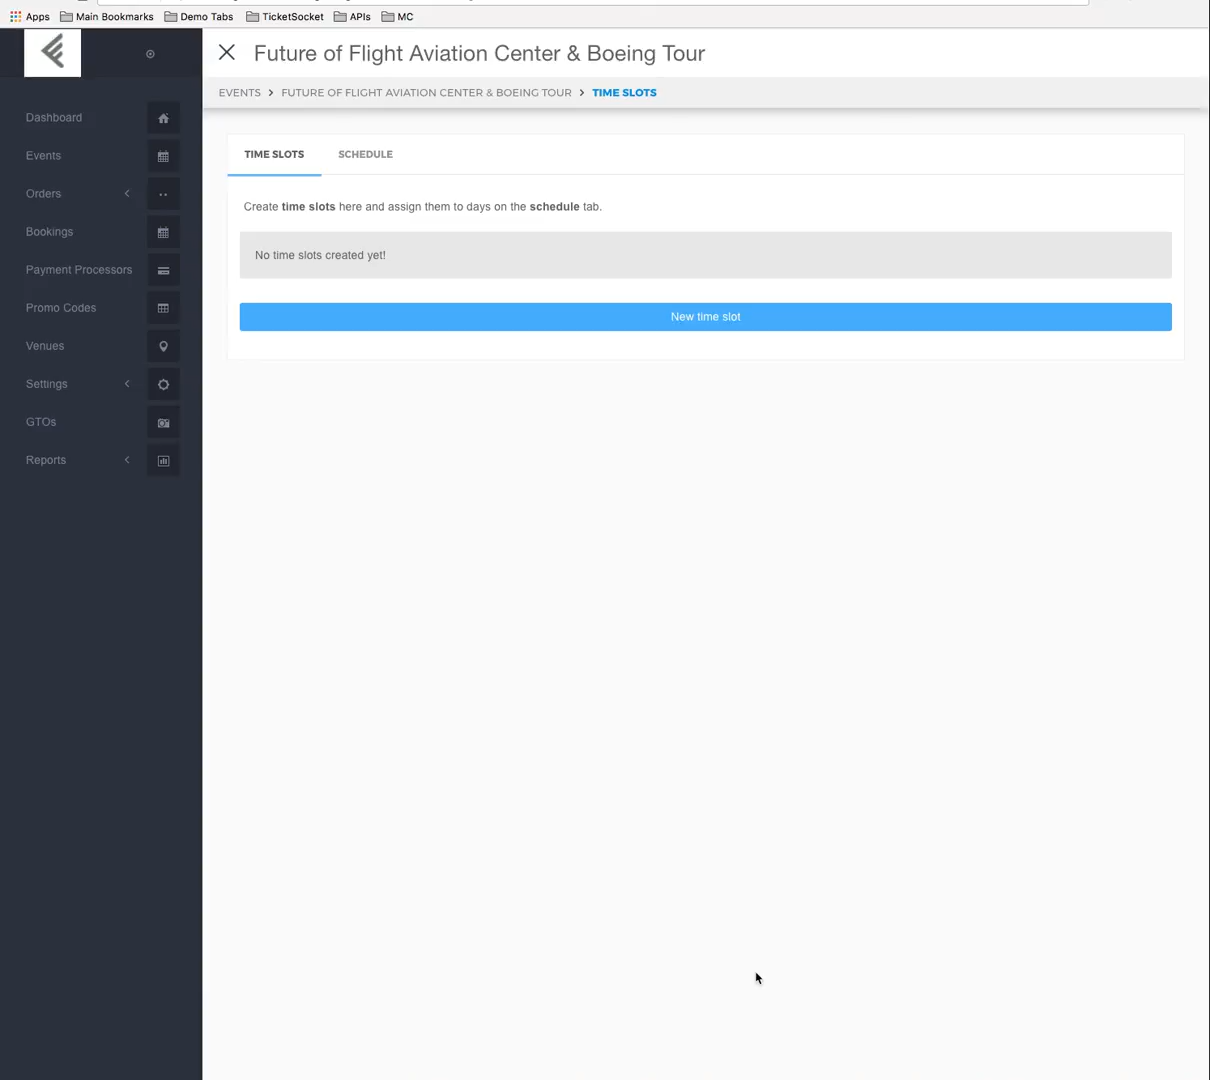 Apps Main Bookmarks Demo Tabs TicketSocket APIs MC
Future of Flight Aviation Center & Boeing Tour
EVENTS > FUTURE OF FLIGHT AVIATION CENTER & BOEING TOUR > TIME SLOTS
Dashboard
Events
Orders
Bookings
Payment Processors
Promo Codes
Venues
Settings
GTOs
Reports
TIME SLOTS SCHEDULE
Create time slots here and assign them to days on the schedule tab.
No time slots created yet!
New time slot